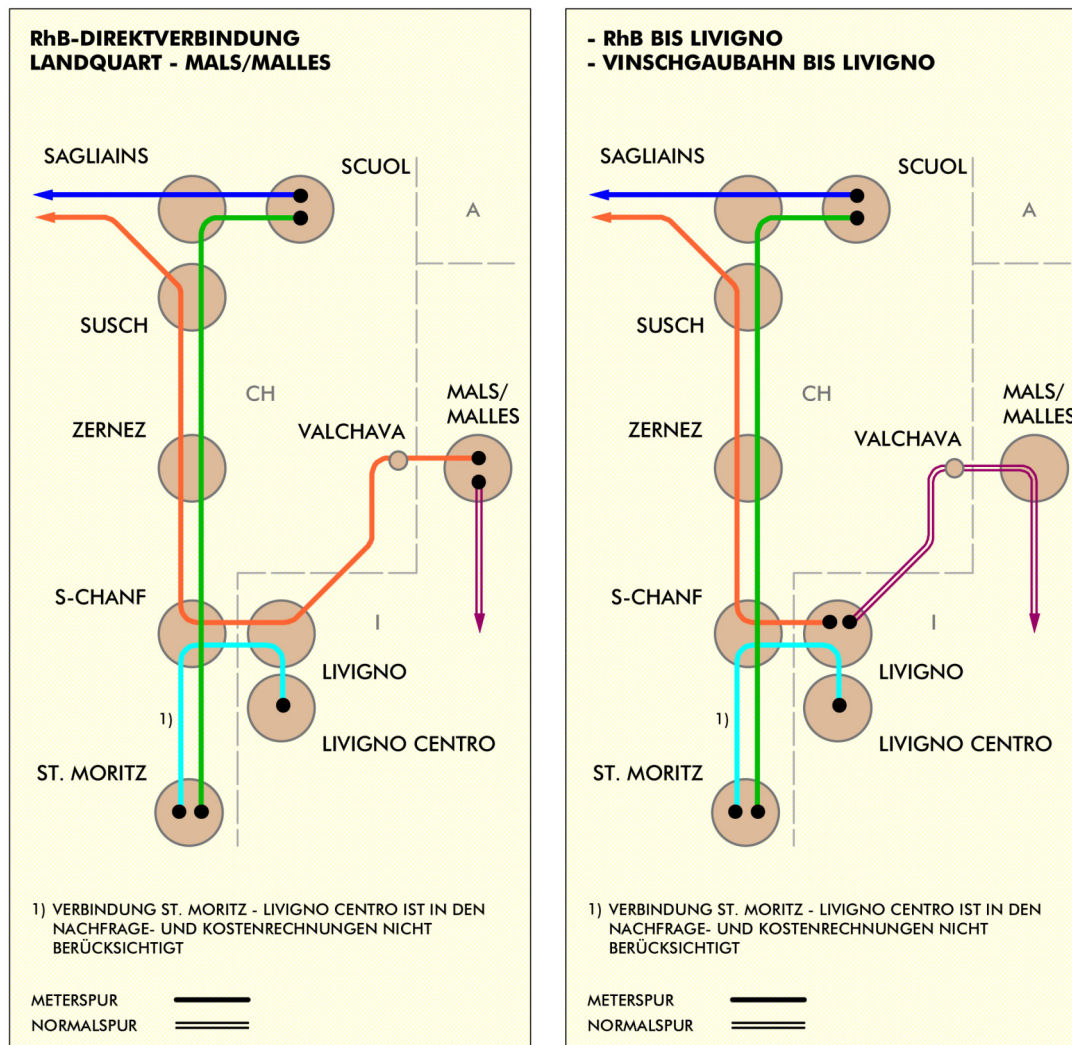 RhB-DIREKTVERBINDUNG
LANDQUART - MALS/MALLES
SAGLIAINS
SCUOL
A
SUSCH
CH
MALS/
MALLES
ZERNEZ
VALCHAVA
S-CHANF
I
LIVIGNO
1)
LIVIGNO CENTRO
ST. MORITZ
1) VERBINDUNG ST. MORITZ - LIVIGNO CENTRO IST IN DEN
NACHFRAGE- UND KOSTENRECHNUNGEN NICHT
BERÜCKSICHTIGT
METERSPUR
NORMALSPUR
- RhB BIS LIVIGNO
- VINSCHGAUBAHN BIS LIVIGNO
SAGLIAINS
SCUOL
A
SUSCH
CH
MALS/
MALLES
ZERNEZ
VALCHAVA
S-CHANF
I
LIVIGNO
1)
LIVIGNO CENTRO
ST. MORITZ
1) VERBINDUNG ST. MORITZ - LIVIGNO CENTRO IST IN DEN
NACHFRAGE- UND KOSTENRECHNUNGEN NICHT
BERÜCKSICHTIGT
METERSPUR
NORMALSPUR